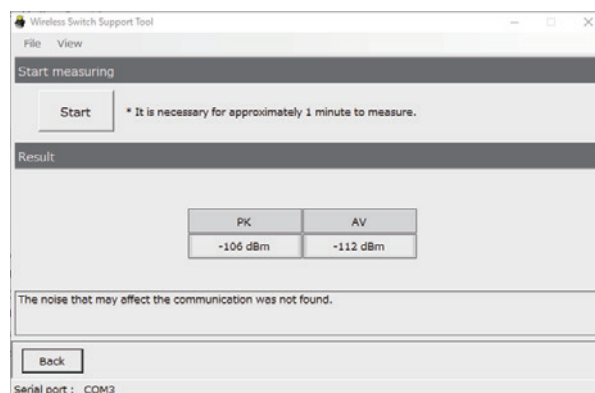 Wireless Switch Support Tool
File View
Start measuring
Start * It is necessary for approximately 1 minute to measure.
Result
PK AV
-106 dBm -112 dBm
The noise that may affect the communication was not found.
Back
Serial port : COM3